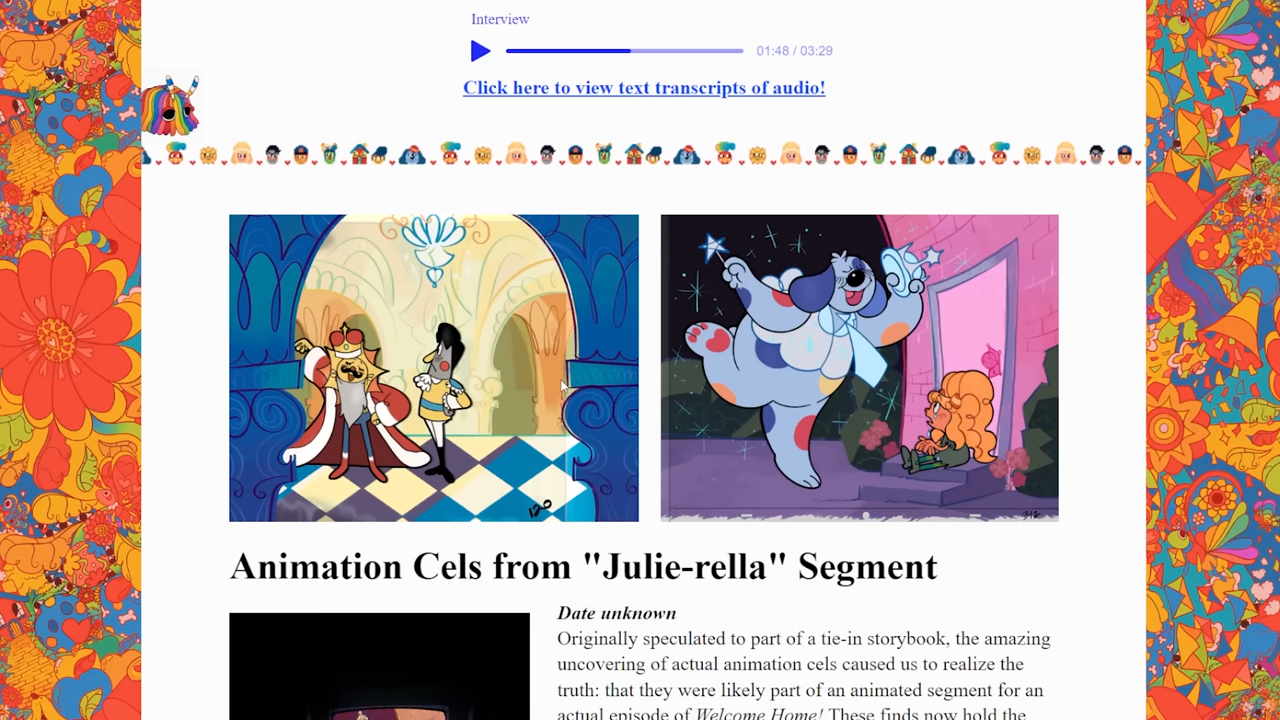 Interview
01:48 / 03:29
Click here to view text transcripts of audio!
120
312
Animation Cels from "Julie-rella" Segment
Date unknown
Originally speculated to part of a tie-in storybook, the amazing
uncovering of actual animation cels caused us to realize the
truth: that they were likely part of an animated segment for an
actual episode of Welcome Home! These finds now hold the